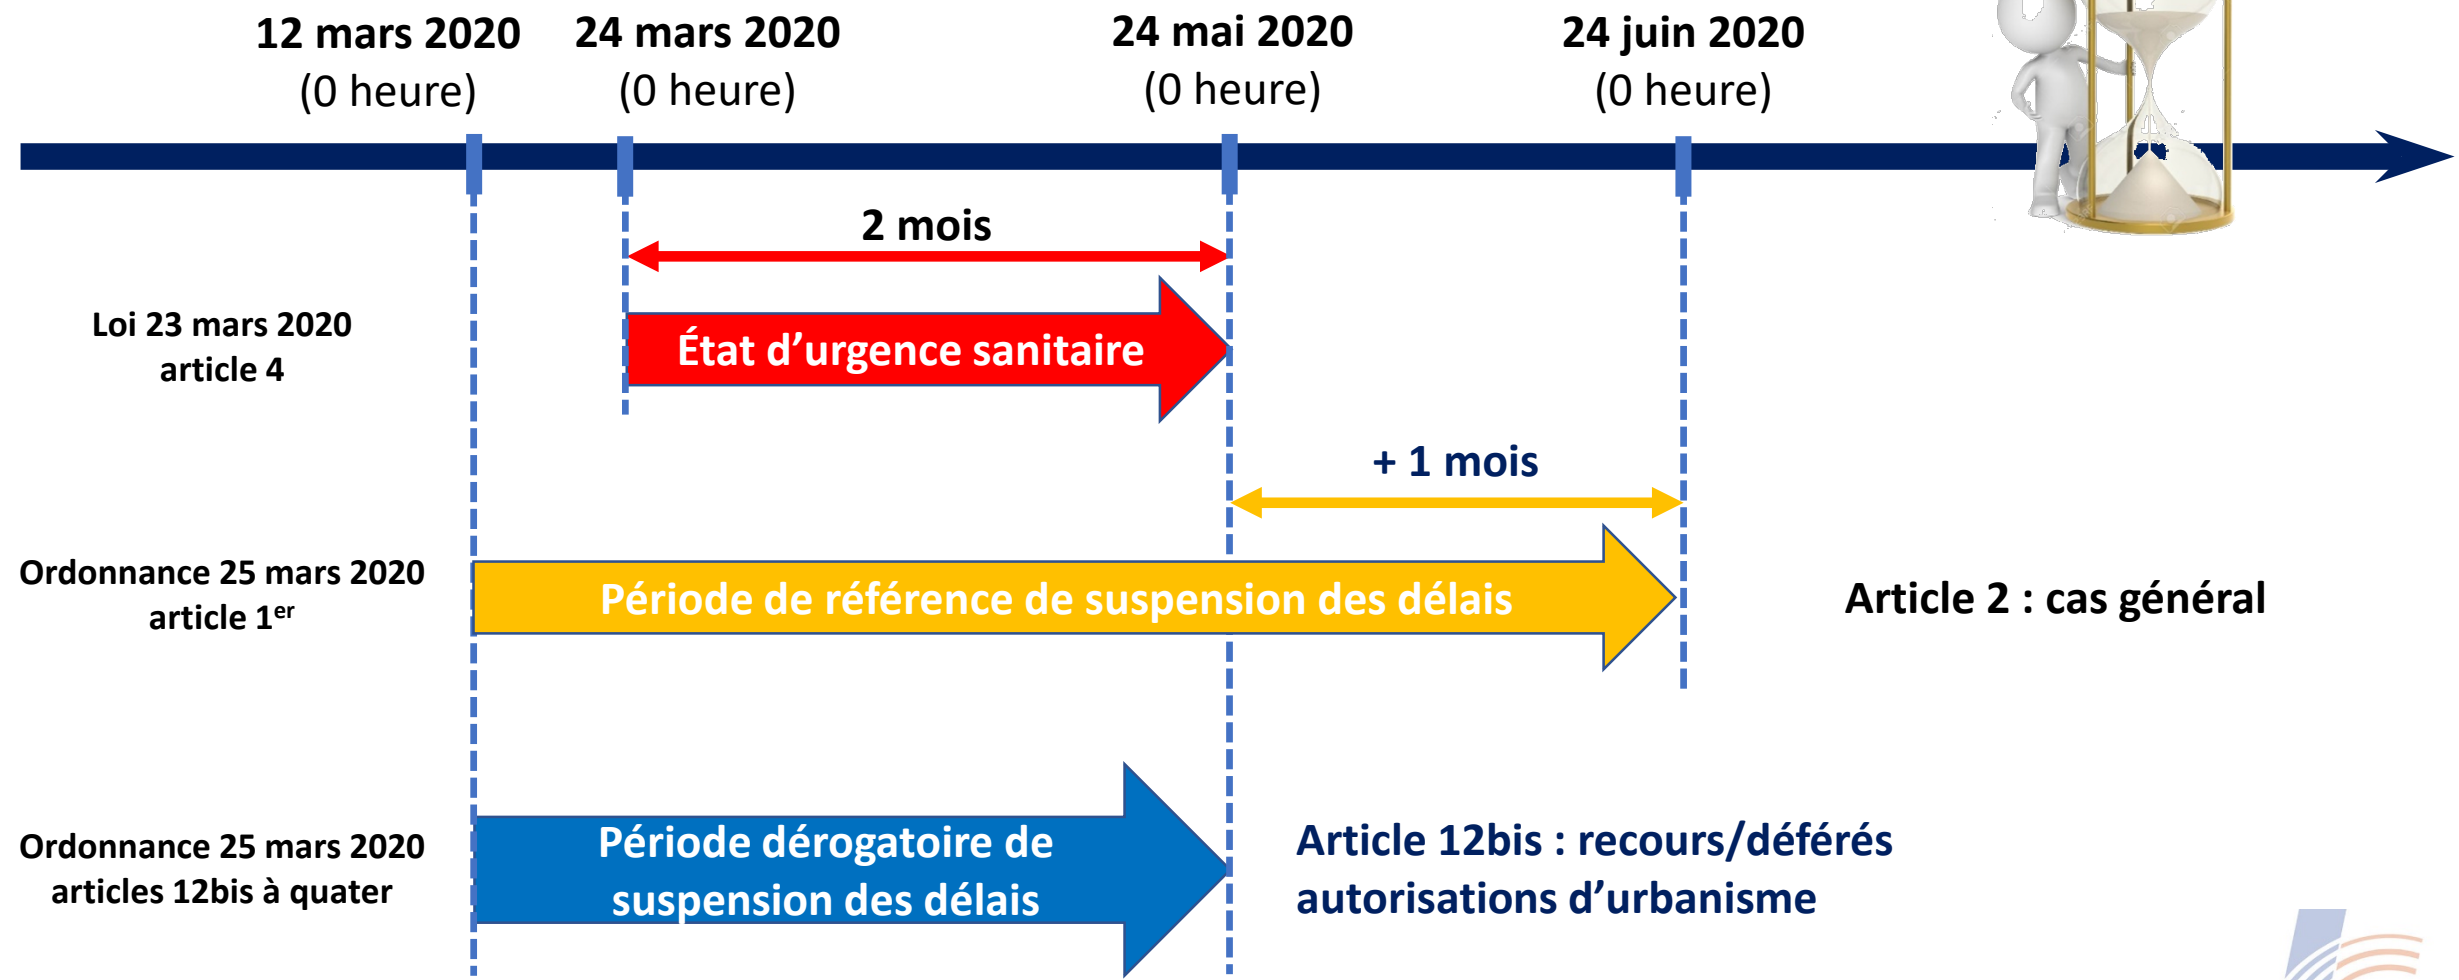 12 mars 2020
(0 heure)
24 mars 2020
(0 heure)
24 mai 2020
(0 heure)
24 juin 2020
(0 heure)
2 mois
Loi 23 mars 2020
article 4
État d’urgence sanitaire
+ 1 mois
Ordonnance 25 mars 2020
article 1er
Période de référence de suspension des délais
Article 2 : cas général
Ordonnance 25 mars 2020
articles 12bis à quater
Période dérogatoire de
suspension des délais
Article 12bis : recours/déférés
autorisations d’urbanisme